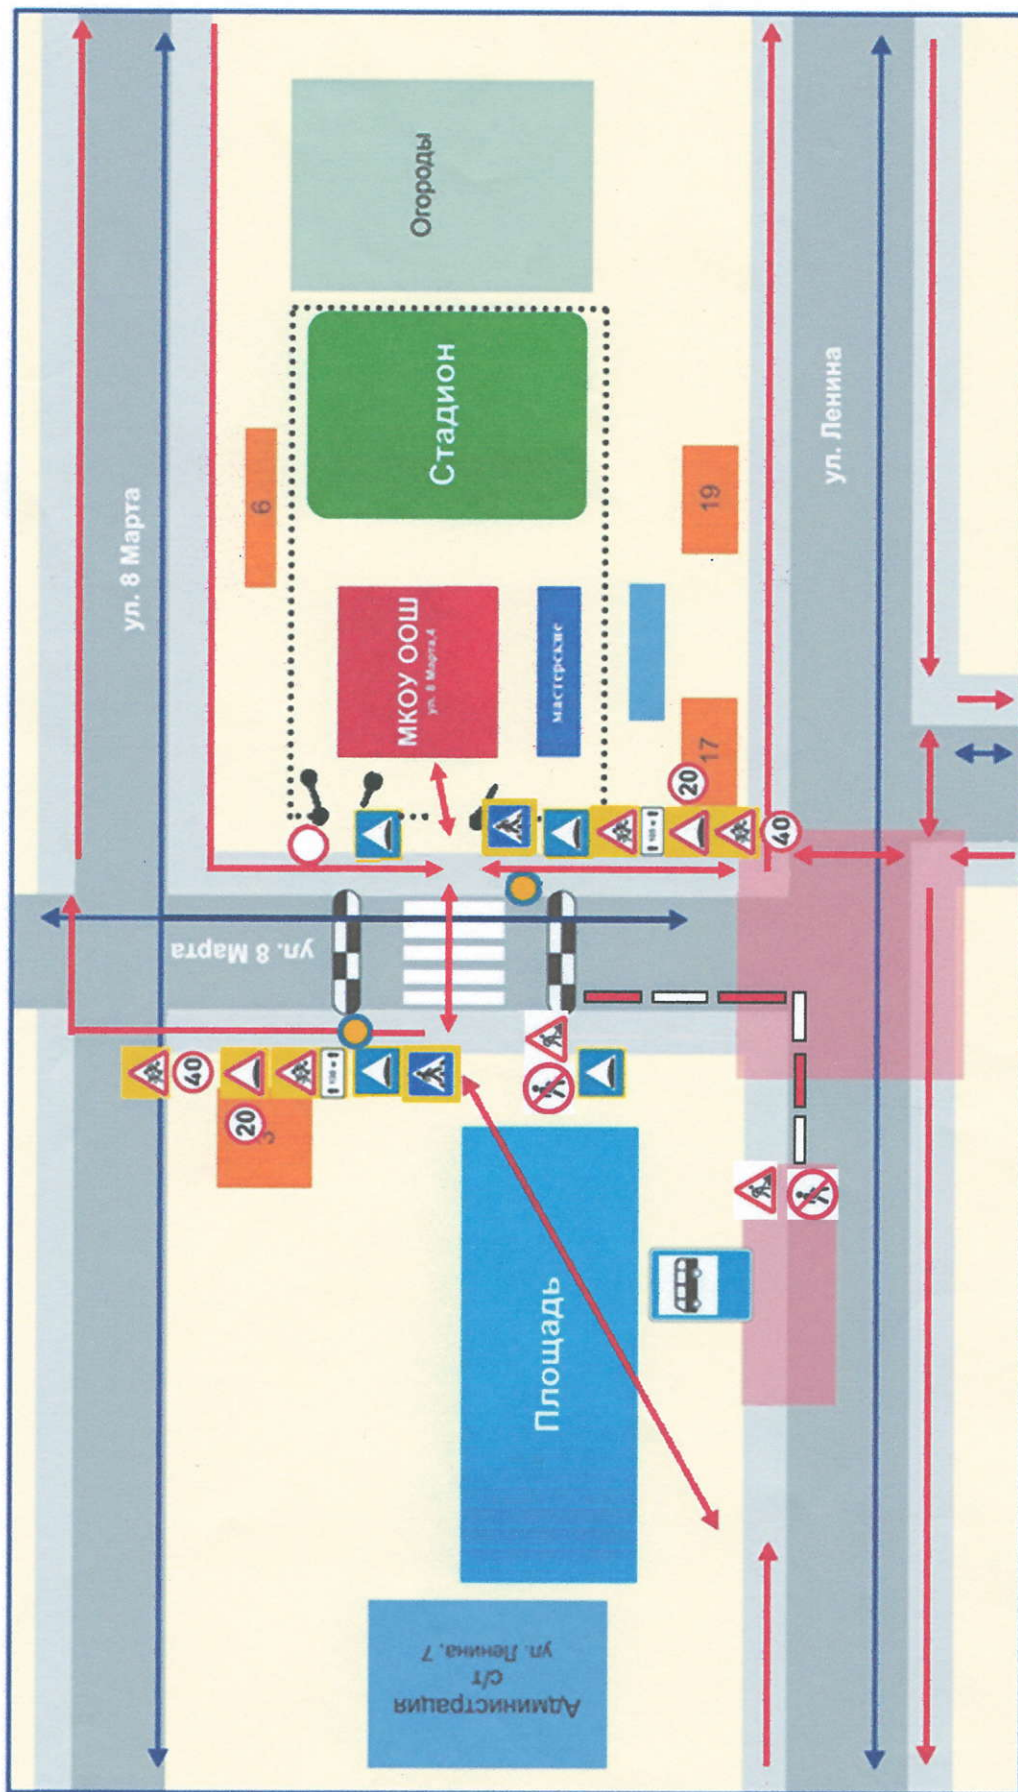 Огороды
Стадион
ул. 8 Марта
ул. Ленина
6
19
МКОУ ООШ
ул. 8 Марта,4
мастерские
17
20
40
ул. 8 Марта
40
20
3
Площадь
Администрация
с/т
ул. Ленина, 7